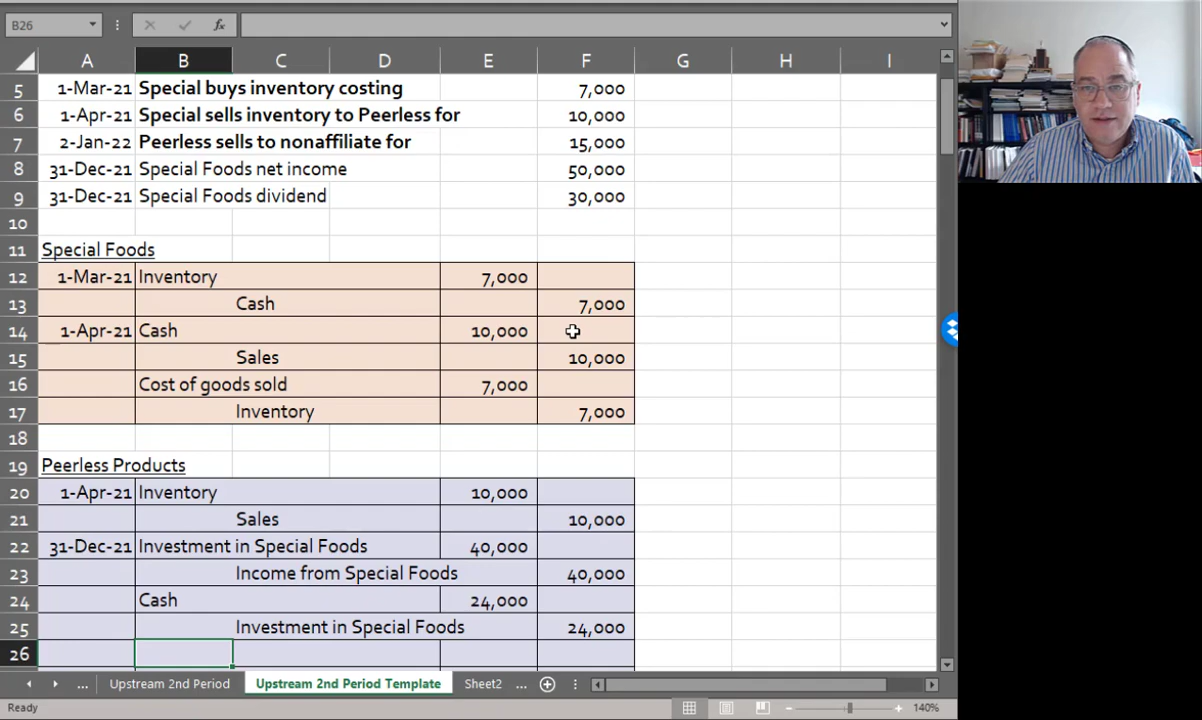 B26 fx
A B C D E F G H I
5 1-Mar-21 Special buys inventory costing 7,000
6 1-Apr-21 Special sells inventory to Peerless for 10,000
7 2-Jan-22 Peerless sells to nonaffiliate for 15,000
8 31-Dec-21 Special Foods net income 50,000
9 31-Dec-21 Special Foods dividend 30,000
10
11 Special Foods
12 1-Mar-21 Inventory 7,000
13 Cash 7,000
14 1-Apr-21 Cash 10,000
15 Sales 10,000
16 Cost of goods sold 7,000
17 Inventory 7,000
18
19 Peerless Products
20 1-Apr-21 Inventory 10,000
21 Sales 10,000
22 31-Dec-21 Investment in Special Foods 40,000
23 Income from Special Foods 40,000
24 Cash 24,000
25 Investment in Special Foods 24,000
26
... Upstream 2nd Period Upstream 2nd Period Template Sheet2 ...
Ready 140%